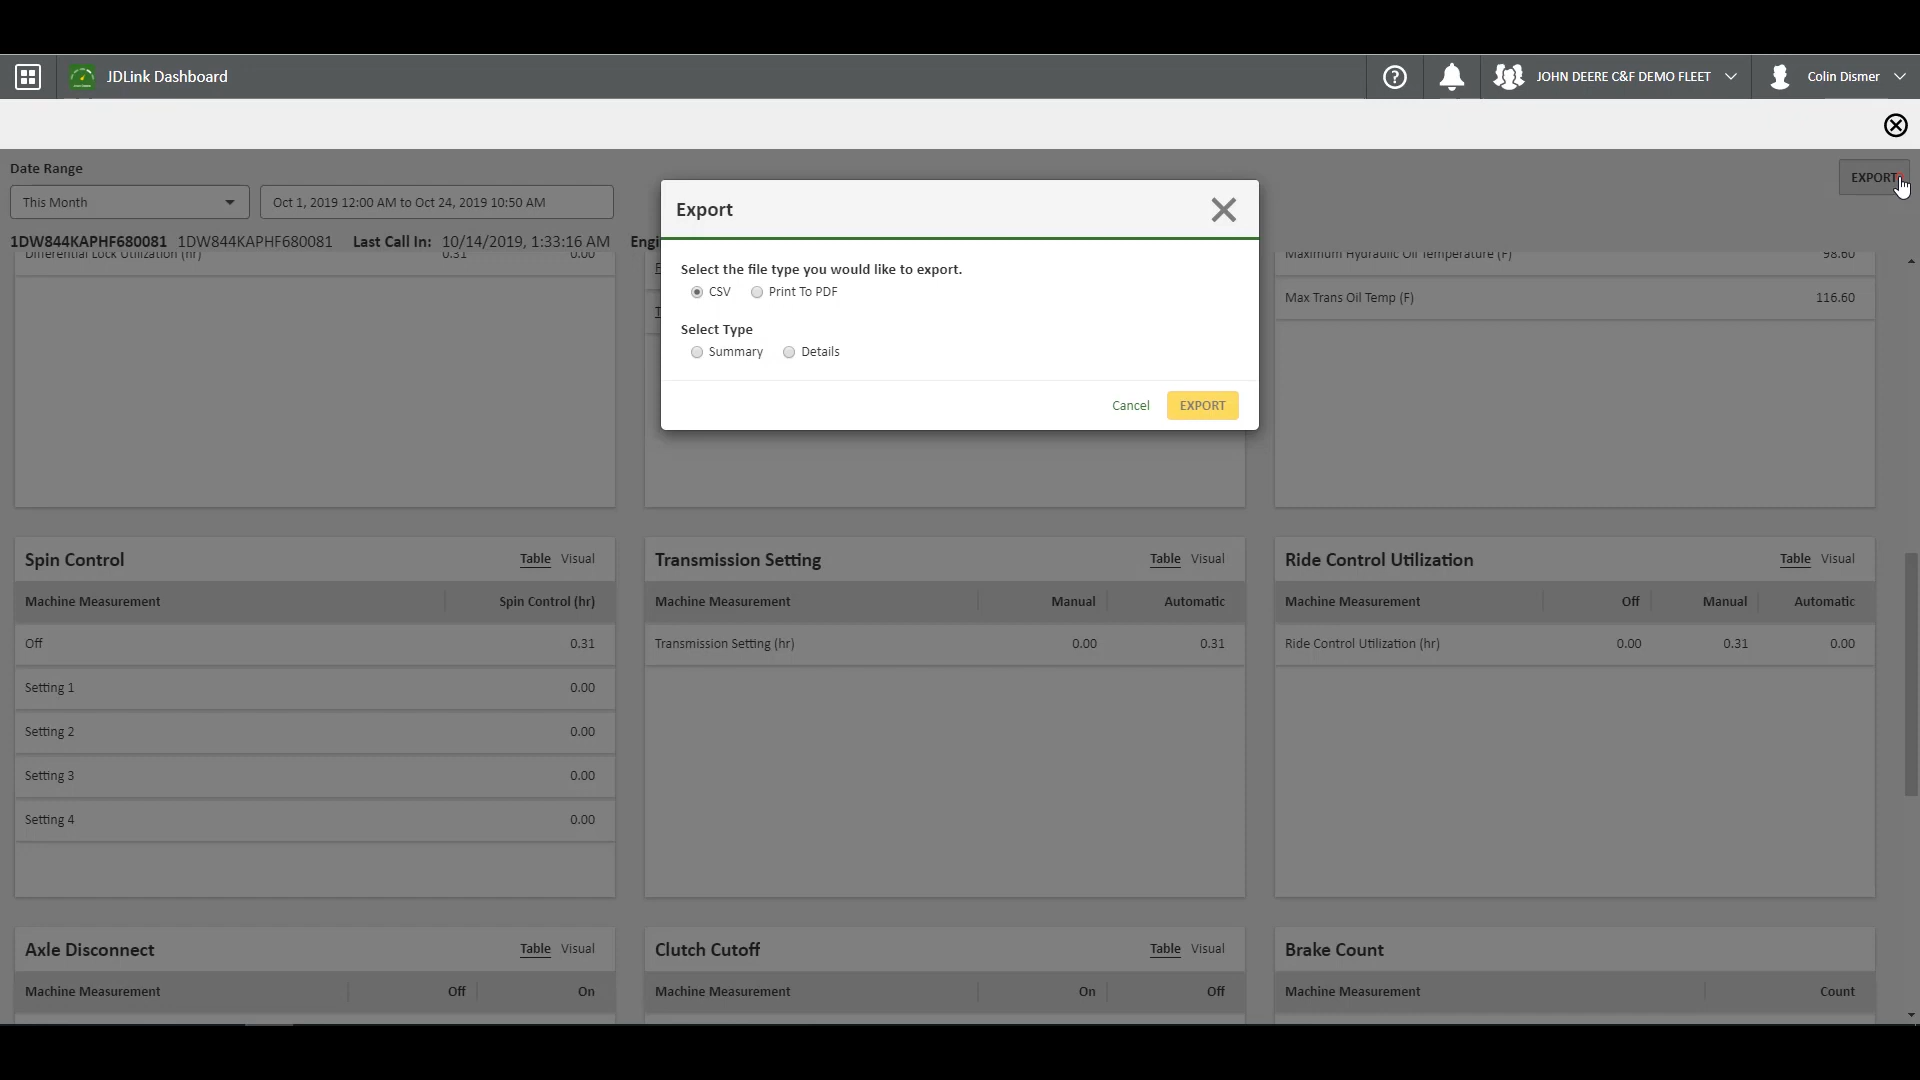 JDLink Dashboard
JOHN DEERE C&F DEMO FLEET
Colin Dismer
Date Range
This Month
Oct 1, 2019 12:00 AM to Oct 24, 2019 10:50 AM
EXPORT
1DW844KAPHF680081 1DW844KAPHF680081 Last Call In: 10/14/2019, 1:33:16 AM Engi
Differential Lock Utilization (hr) 0.31 0.00
Maximum Hydraulic Oil Temperature (F) 98.60
Max Trans Oil Temp (F) 116.60
Export
Select the file type you would like to export.
CSV Print To PDF
Select Type
Summary Details
Cancel EXPORT
Spin Control Table Visual
Machine Measurement Spin Control (hr)
Off 0.31
Setting 1 0.00
Setting 2 0.00
Setting 3 0.00
Setting 4 0.00
Transmission Setting Table Visual
Machine Measurement Manual Automatic
Transmission Setting (hr) 0.00 0.31
Ride Control Utilization Table Visual
Machine Measurement Off Manual Automatic
Ride Control Utilization (hr) 0.00 0.31 0.00
Axle Disconnect Table Visual
Machine Measurement Off On
Clutch Cutoff Table Visual
Machine Measurement On Off
Brake Count
Machine Measurement Count